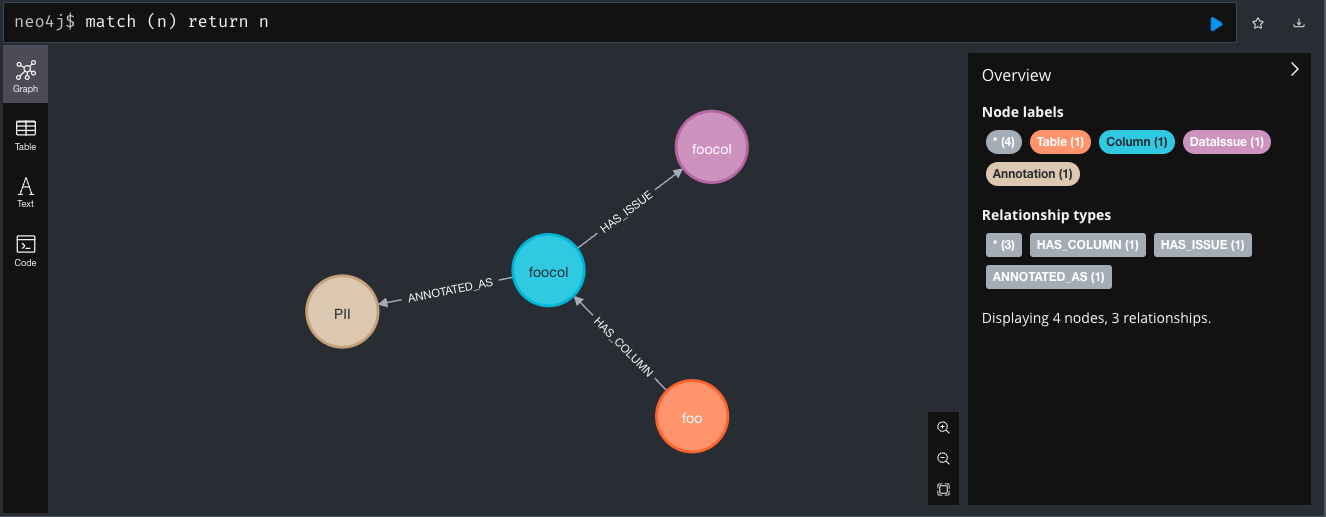 neo4j$ match (n) return n
Graph
Table
Text
Code
foocol
HAS_ISSUE
foocol
ANNOTATED_AS
PII
HAS_COLUMN
foo
Overview
Node labels
* (4) Table (1) Column (1) DataIssue (1)
Annotation (1)
Relationship types
* (3) HAS_COLUMN (1) HAS_ISSUE (1)
ANNOTATED_AS (1)
Displaying 4 nodes, 3 relationships.